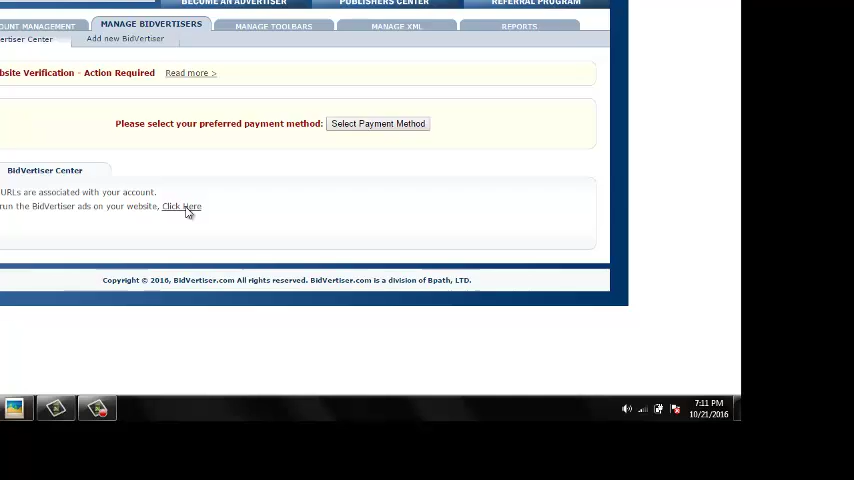 BECOME AN ADVERTISER PUBLISHERS CENTER REFERRAL PROGRAM
OUNT MANAGEMENT MANAGE BIDVERTISERS MANAGE TOOLBARS MANAGE XML REPORTS
ertiser Center Add new BidVertiser
bsite Verification - Action Required Read more >
Please select your preferred payment method: Select Payment Method
BidVertiser Center
URLs are associated with your account.
run the BidVertiser ads on your website, Click Here
Copyright © 2016, BidVertiser.com All rights reserved. BidVertiser.com is a division of Bpath, LTD.
7:11 PM
10/21/2016